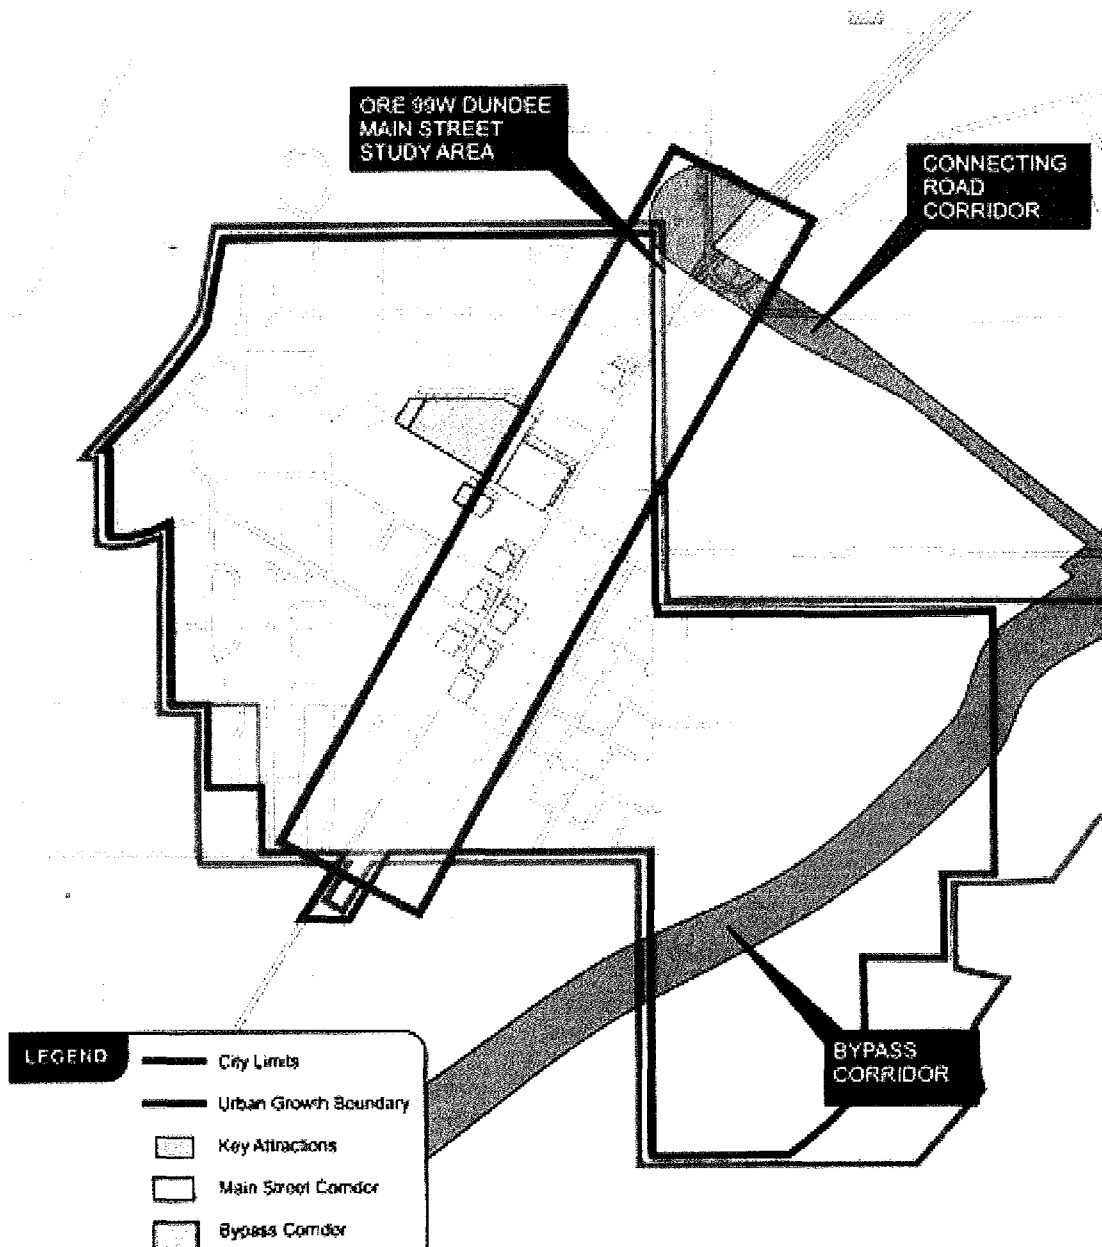 ORE 99W DUNDEE
MAIN STREET
STUDY AREA
CONNECTING
ROAD
CORRIDOR
BYPASS
CORRIDOR
LEGEND
City Limits
Urban Growth Boundary
Key Attractions
Main Street Corridor
Bypass Corridor